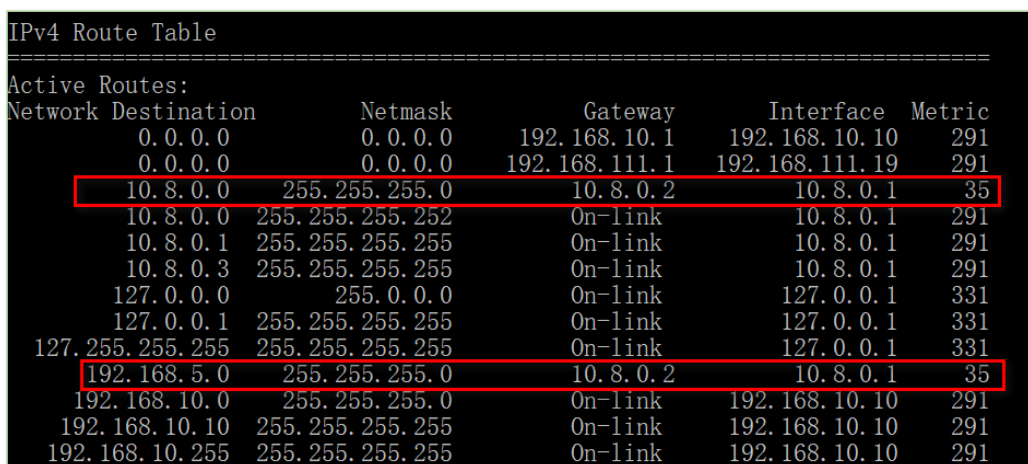 IPv4 Route Table
===========================================================================
Active Routes:
Network Destination        Netmask          Gateway       Interface  Metric
0.0.0.0          0.0.0.0     192.168.10.1    192.168.10.10    291
0.0.0.0          0.0.0.0    192.168.111.1   192.168.111.19    291
10.8.0.0    255.255.255.0         10.8.0.2         10.8.0.1     35
10.8.0.0  255.255.255.252         On-link          10.8.0.1    291
10.8.0.1  255.255.255.255         On-link          10.8.0.1    291
10.8.0.3  255.255.255.255         On-link          10.8.0.1    291
127.0.0.0        255.0.0.0         On-link         127.0.0.1    331
127.0.0.1  255.255.255.255         On-link         127.0.0.1    331
127.255.255.255  255.255.255.255         On-link         127.0.0.1    331
192.168.5.0    255.255.255.0         10.8.0.2         10.8.0.1     35
192.168.10.0    255.255.255.0         On-link     192.168.10.10    291
192.168.10.10  255.255.255.255         On-link     192.168.10.10    291
192.168.10.255  255.255.255.255         On-link     192.168.10.10    291